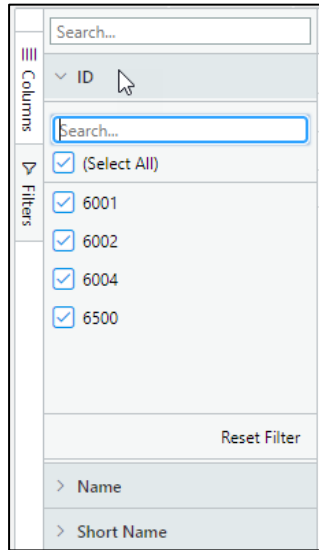 Search...
Columns
Filters
ID
Search...
(Select All)
6001
6002
6004
6500
Reset Filter
Name
Short Name